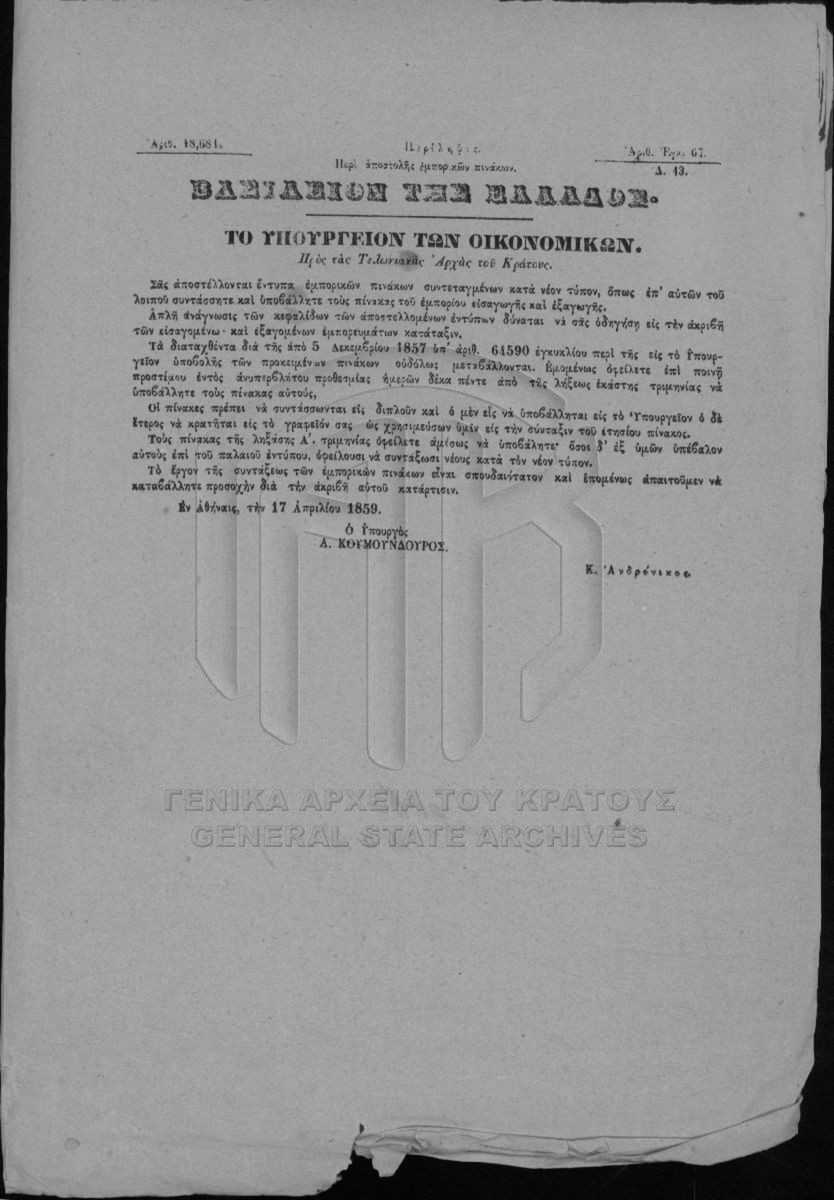 Ἀριθ. 18,681.
Περίληψις.
Ἀριθ. Ἐγκ. 67.
Περὶ ἀποστολῆς ἐμπορικῶν πινάκων.
Δ. 13.
ΒΑΣΙΛΕΙΟΝ ΤΗΣ ΕΛΛΑΔΟΣ.
ΤΟ ΥΠΟΥΡΓΕΙΟΝ ΤΩΝ ΟΙΚΟΝΟΜΙΚΩΝ.
Πρὸς τὰς Τελωνιακὰς Ἀρχὰς τοῦ Κράτους.
Σᾶς ἀποστέλλονται ἔντυπα ἐμπορικῶν πινάκων συντεταγμένων κατὰ νέον τύπον, ὅπως ἐπ' αὐτῶν τοῦ
λοιποῦ συντάσσητε καὶ ὑποβάλλητε τοὺς πίνακας τοῦ ἐμπορίου εἰσαγωγῆς καὶ ἐξαγωγῆς.
Ἁπλῆ ἀνάγνωσις τῶν κεφαλίδων τῶν ἀποστελλομένων ἐντύπων δύναται νὰ σᾶς ὁδηγήσῃ εἰς τὴν ἀκριβῆ
τῶν εἰσαγομένω· καὶ ἐξαγομένων ἐμπορευμάτων κατάταξιν.
Τὰ διαταχθέντα διὰ τῆς ἀπὸ 5 Δεκεμβρίου 1857 ὑπ' ἀριθ. 64590 ἐγκυκλίου περὶ τῆς εἰς τὸ Ὑπουρ-
γεῖον ὑποβολῆς τῶν προκειμένων πινάκων οὐδόλως μεταβάλλονται. Ἑπομένως ὀφείλετε ἐπὶ ποινῇ
προστίμου ἐντὸς ἀνυπερβλήτου προθεσμίας ἡμερῶν δέκα πέντε ἀπὸ τῆς λήξεως ἑκάστης τριμηνίας νὰ
ὑποβάλλητε τοὺς πίνακας αὐτούς,
Οἱ πίνακες πρέπει νὰ συντάσσωνται εἰς διπλοῦν καὶ ὁ μὲν εἷς νὰ ὑποβάλληται εἰς τὸ Ὑπουργεῖον ὁ δὲ
ἕτερος νὰ κρατῆται εἰς τὸ γραφεῖόν σας ὡς χρησιμεύσων ὑμῖν εἰς τὴν σύνταξιν τοῦ ἐτησίου πίνακος.
Τοὺς πίνακας τῆς ληξάσης Α'. τριμηνίας ὀφείλετε ἀμέσως νὰ ὑποβάλητε· ὅσοι δ' ἐξ ὑμῶν ὑπέβαλον
αὐτοὺς ἐπὶ τοῦ παλαιοῦ ἐντύπου, ὀφείλουσι νὰ συντάξωσι νέους κατὰ τὸν νέον τύπον.
Τὸ ἔργον τῆς συντάξεως τῶν ἐμπορικῶν πινάκων εἶναι σπουδαιότατον καὶ ἑπομένως ἀπαιτοῦμεν νὰ
καταβάλλητε προσοχὴν διὰ τὴν ἀκριβῆ αὐτοῦ κατάρτισιν.
Ἐν Ἀθήναις, τὴν 17 Ἀπριλίου 1859.
Ὁ Ὑπουργὸς
Α. ΚΟΥΜΟΥΝΔΟΥΡΟΣ.
Κ. Ἀνδρόνικος.
ΓΕΝΙΚΑ ΑΡΧΕΙΑ ΤΟΥ ΚΡΑΤΟΥΣ
GENERAL STATE ARCHIVES